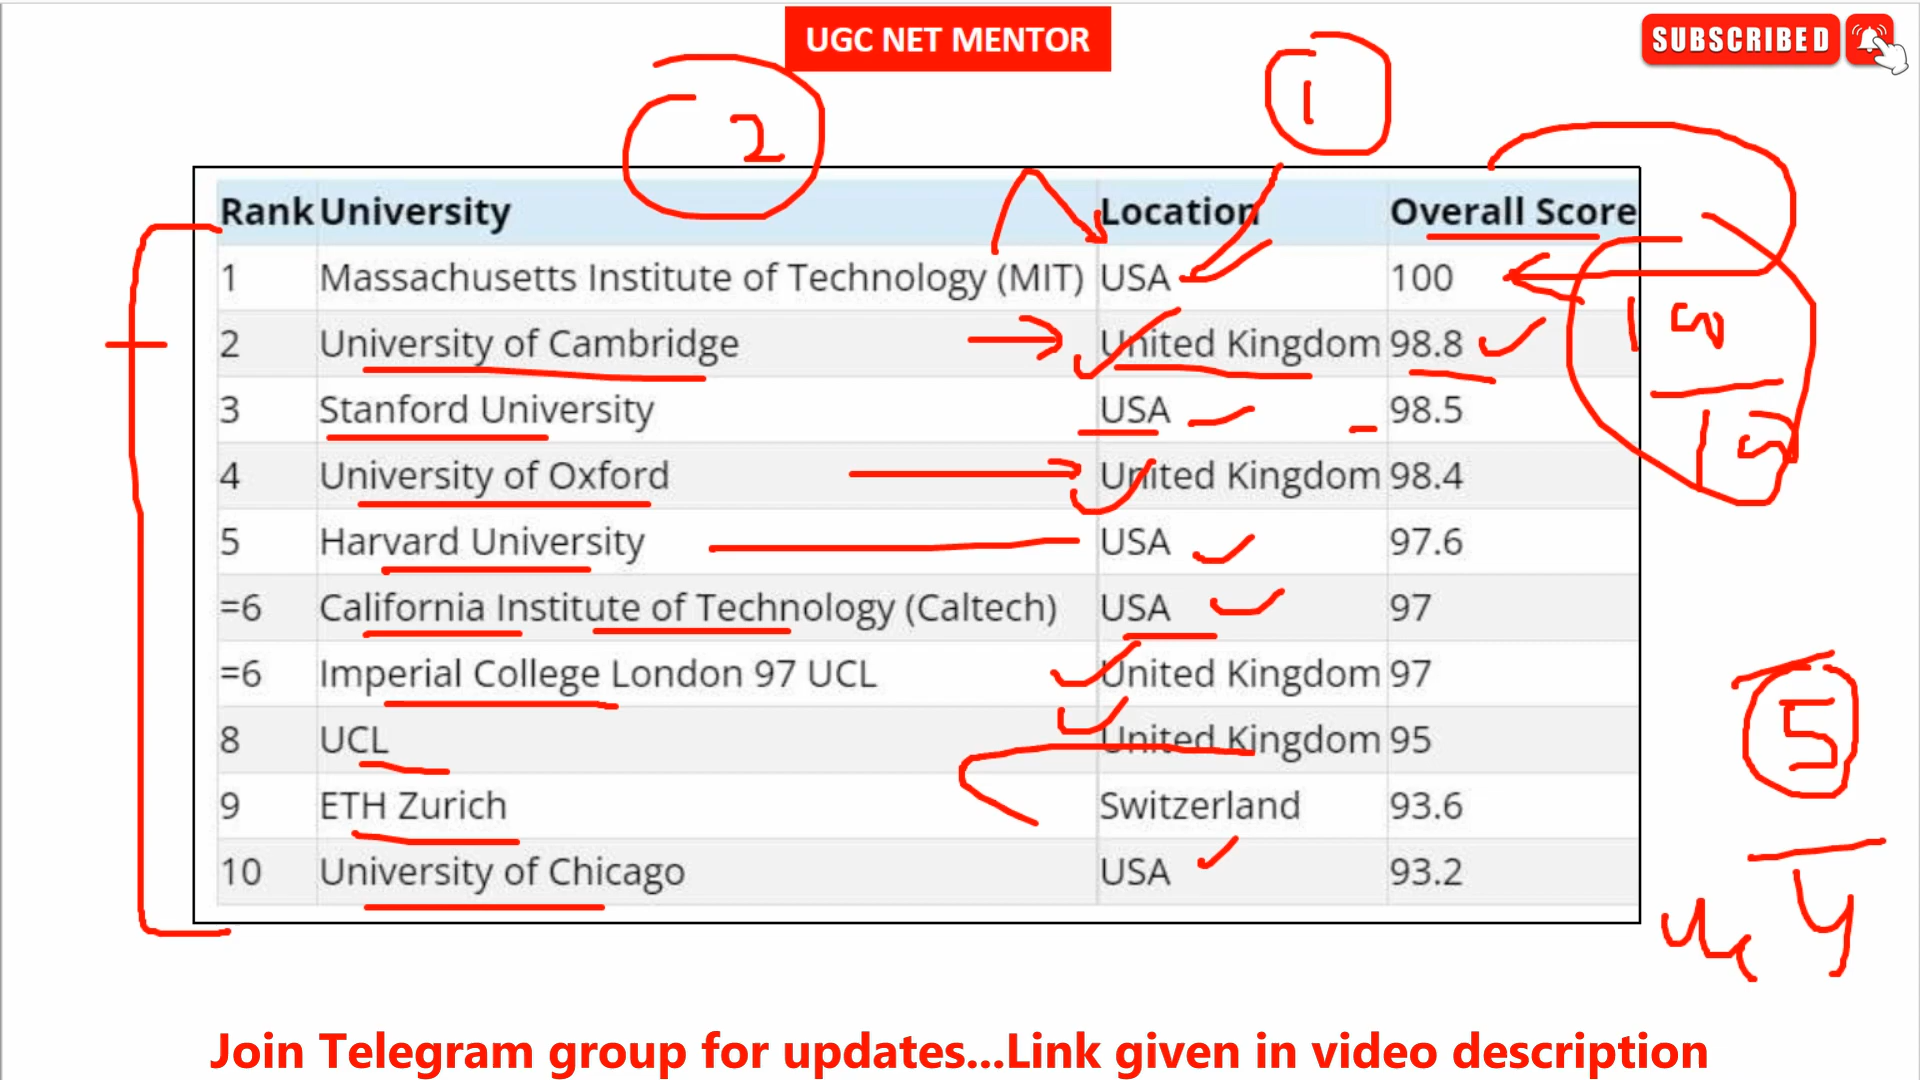 UGC NET MENTOR
SUBSCRIBED
2
1
Rank University Location Overall Score
1 Massachusetts Institute of Technology (MIT) USA 100
2 University of Cambridge United Kingdom 98.8
3 Stanford University USA 98.5
4 University of Oxford United Kingdom 98.4
5 Harvard University USA 97.6
=6 California Institute of Technology (Caltech) USA 97
=6 Imperial College London 97 UCL United Kingdom 97
8 UCL United Kingdom 95
9 ETH Zurich Switzerland 93.6
10 University of Chicago USA 93.2
5
Join Telegram group for updates...Link given in video description